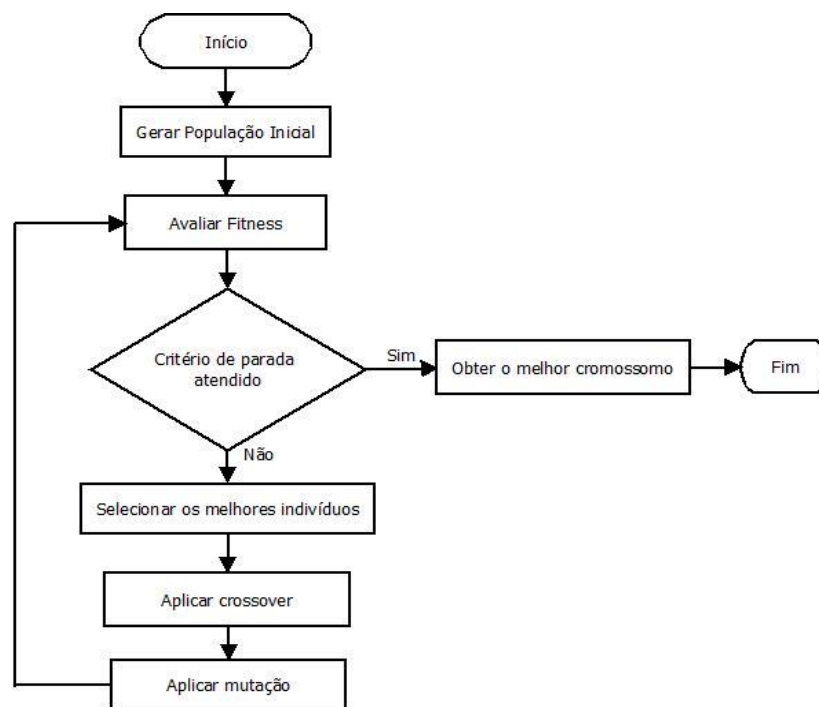 Início
Gerar População Inicial
Avaliar Fitness
Critério de parada
atendido
Sim
Obter o melhor cromossomo
Fim
Não
Selecionar os melhores indivíduos
Aplicar crossover
Aplicar mutação